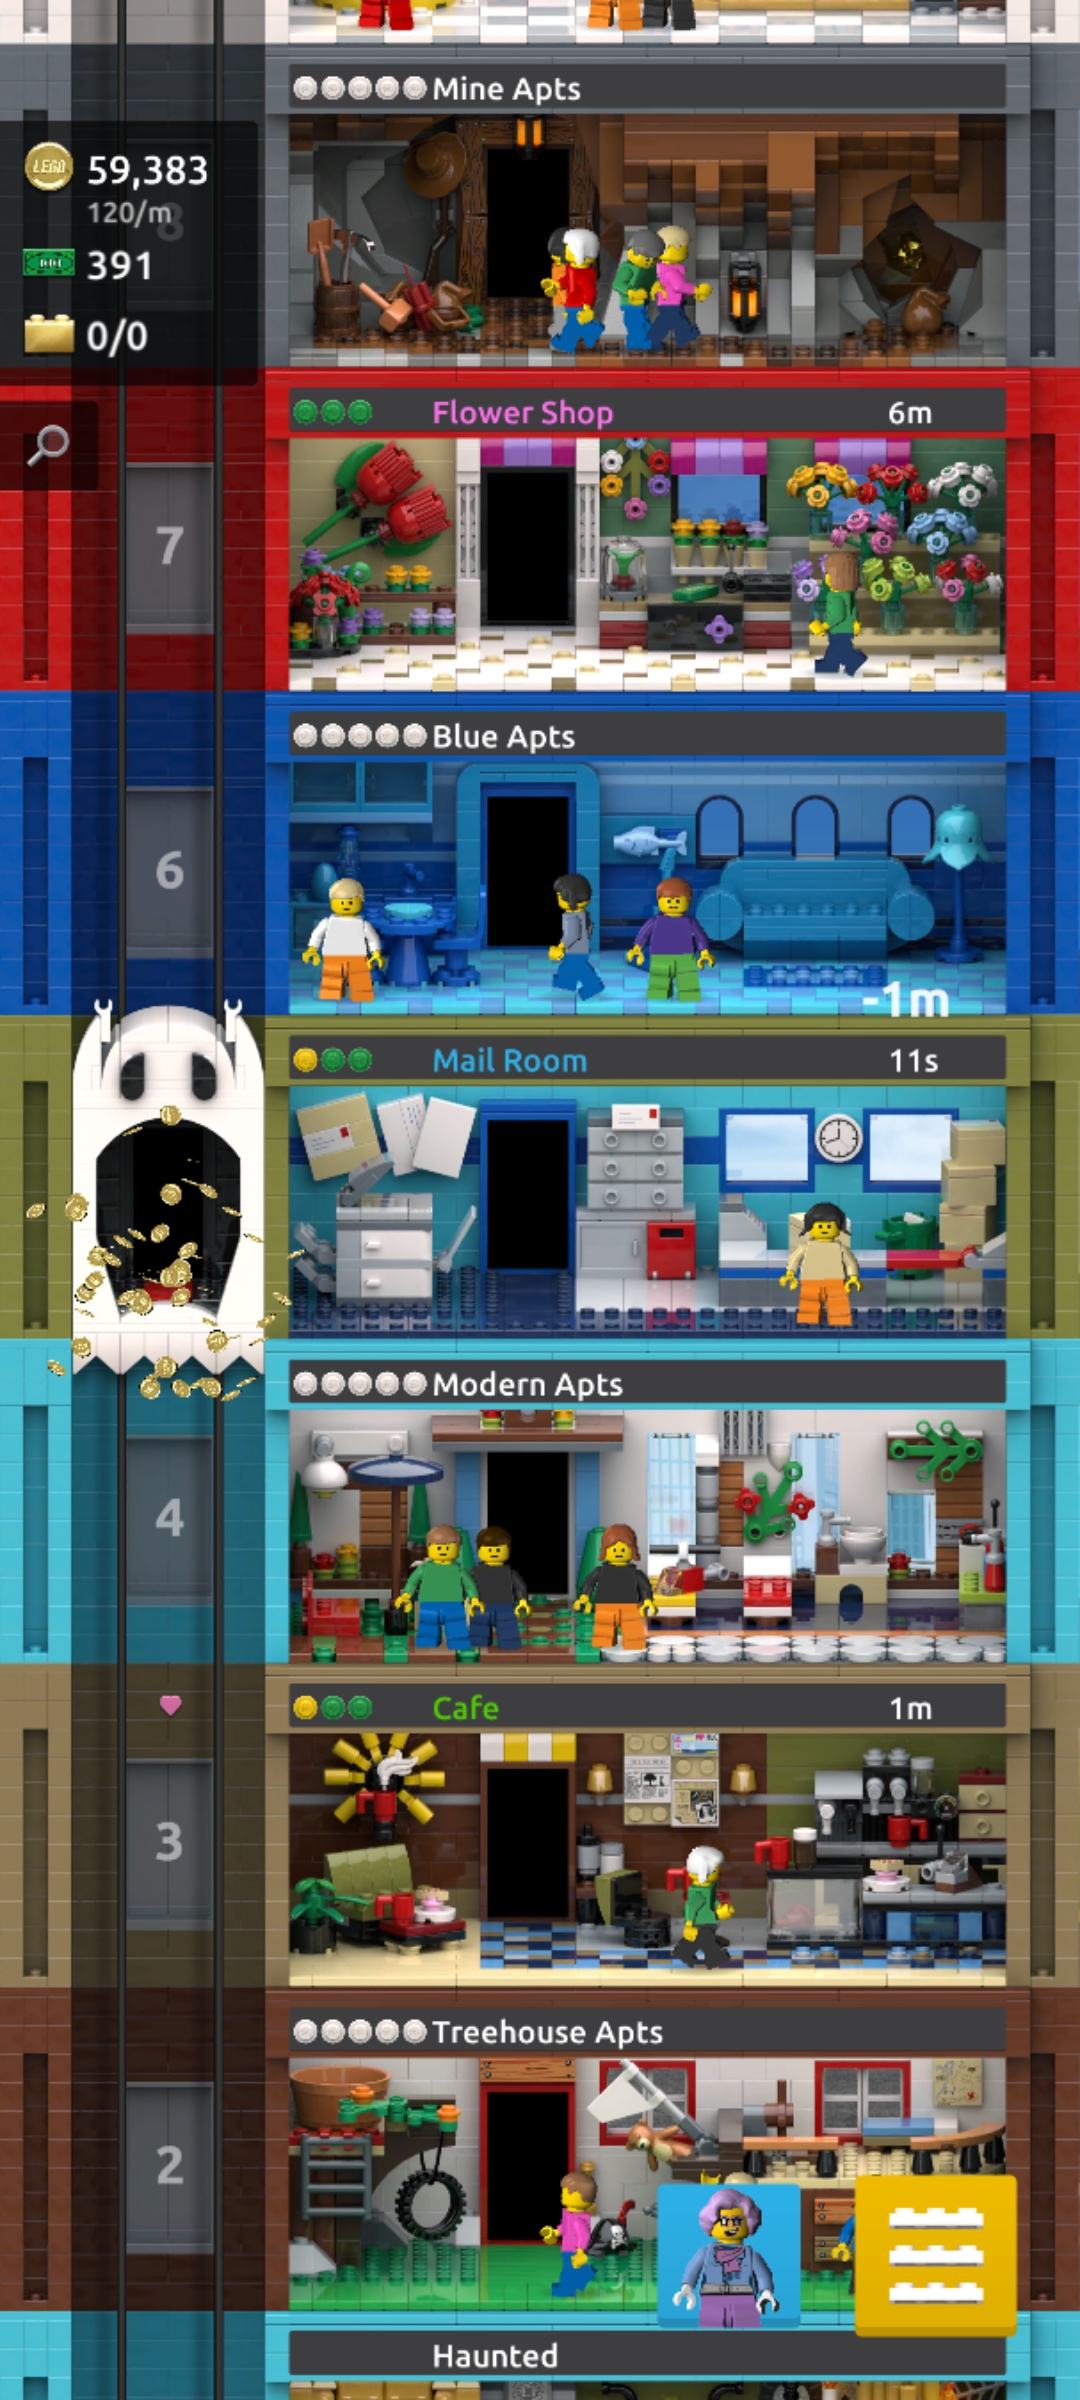 Mine Apts
LEGO 59,383
120/m
8
391
0/0
Flower Shop 6m
7
Blue Apts
6
-1m
Mail Room 11s
Modern Apts
4
Cafe 1m
3
Treehouse Apts
2
Haunted